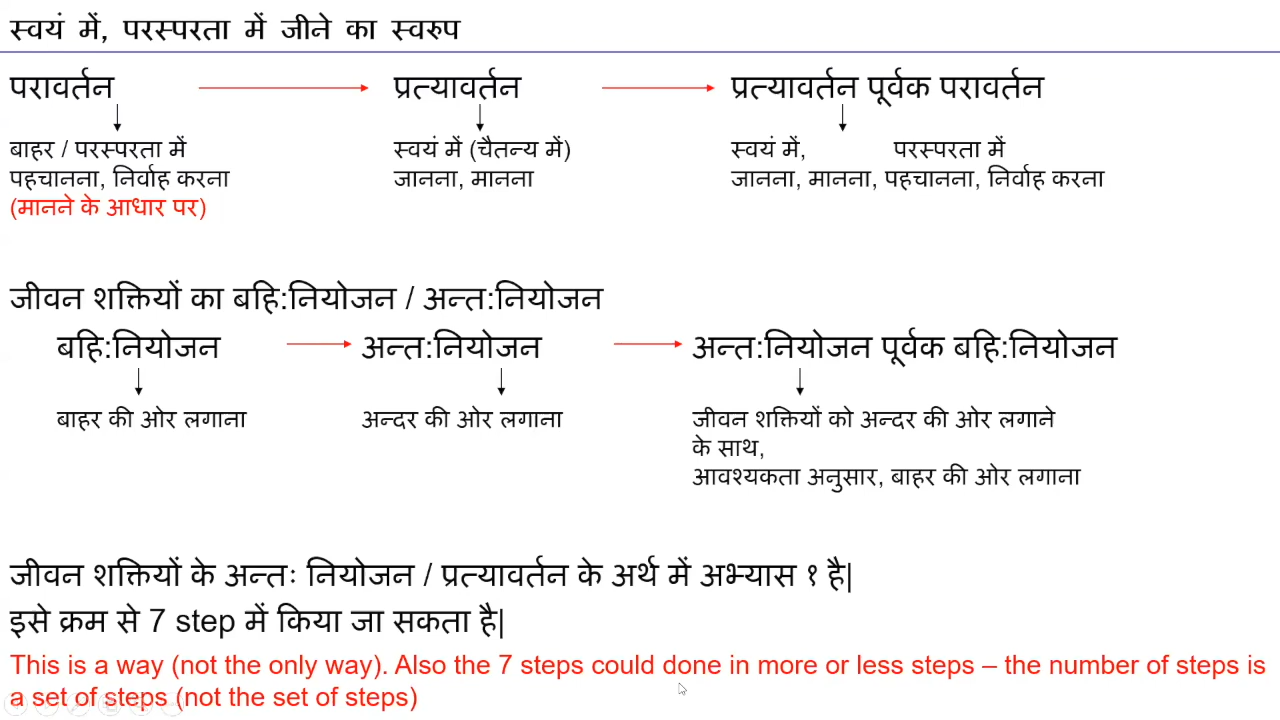 स्वयं में, परस्परता में जीने का स्वरुप
परावर्तन प्रत्यावर्तन प्रत्यावर्तन पूर्वक परावर्तन
बाहर / परस्परता में स्वयं में (चैतन्य में) स्वयं में, परस्परता में
पहचानना, निर्वाह करना जानना, मानना जानना, मानना, पहचानना, निर्वाह करना
(मानने के आधार पर)
जीवन शक्तियों का बहि:नियोजन / अन्त:नियोजन
बहि:नियोजन अन्त:नियोजन अन्त:नियोजन पूर्वक बहि:नियोजन
बाहर की ओर लगाना अन्दर की ओर लगाना जीवन शक्तियों को अन्दर की ओर लगाने
के साथ,
आवश्यकता अनुसार, बाहर की ओर लगाना
जीवन शक्तियों के अन्तः नियोजन / प्रत्यावर्तन के अर्थ में अभ्यास १ है|
इसे क्रम से 7 step में किया जा सकता है|
This is a way (not the only way). Also the 7 steps could done in more or less steps – the number of steps is
a set of steps (not the set of steps)